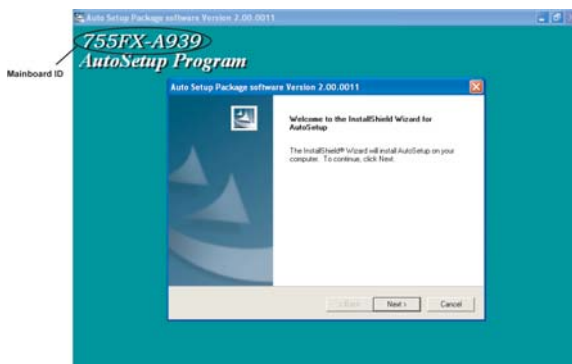 Auto Setup Package software Version 2.00.0011
755FX-A939
AutoSetup Program
Mainboard ID
Auto Setup Package software Version 2.00.0011
Welcome to the InstallShield Wizard for
AutoSetup
The InstallShield® Wizard will install AutoSetup on your
computer. To continue, click Next.
< Back
Next >
Cancel